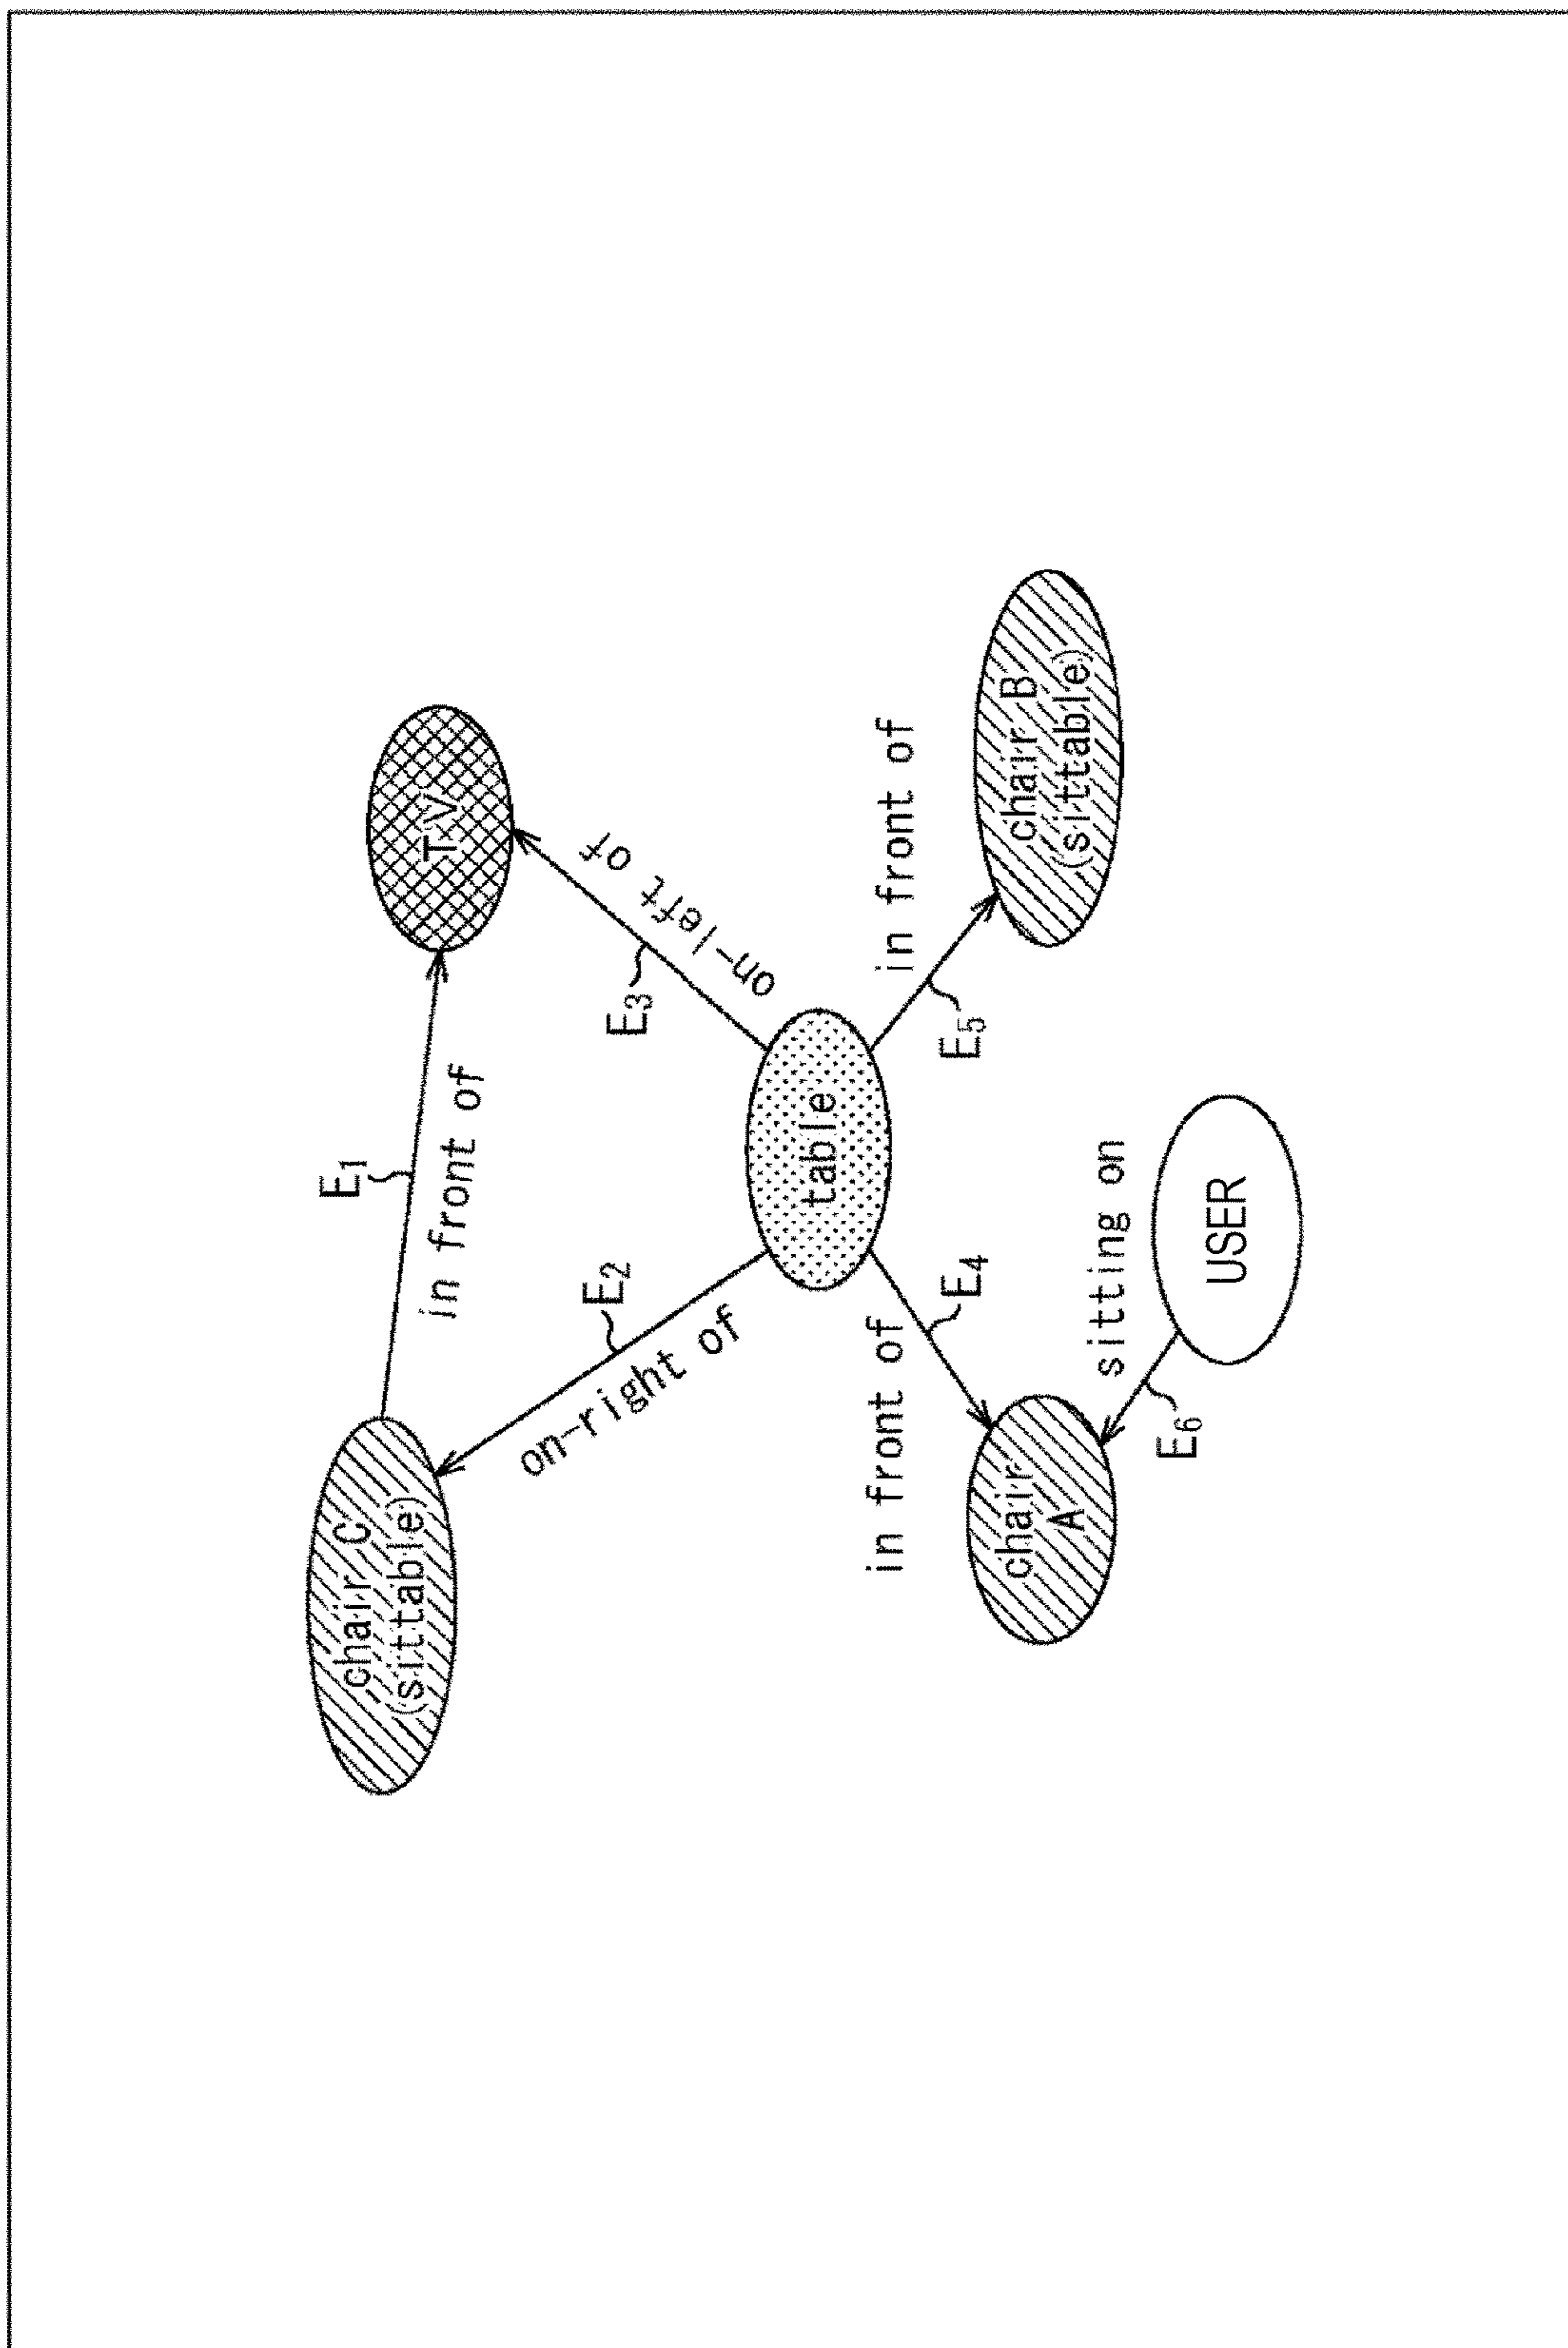 chair C
(sittable)
E1
in front of
TV
E2
on-right of
E3
on-left of
table
in front of
E4
in front of
E5
chair
A
chair B
(sittable)
sitting on
E6
USER